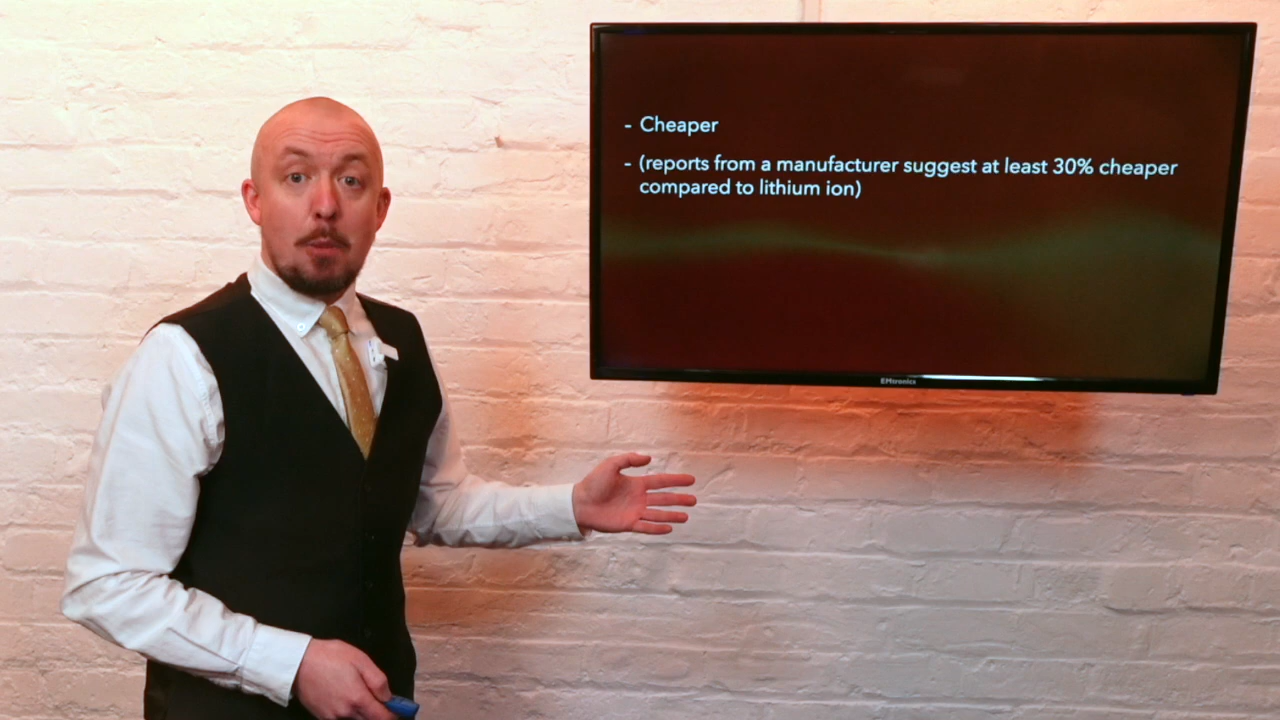 - Cheaper
- (reports from a manufacturer suggest at least 30% cheaper
compared to lithium ion)
EMtronics